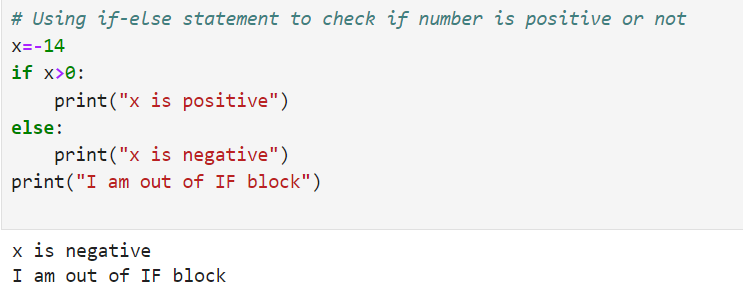 # Using if-else statement to check if number is positive or not
x=-14
if x>0:
    print("x is positive")
else:
    print("x is negative")
print("I am out of IF block")
x is negative
I am out of IF block